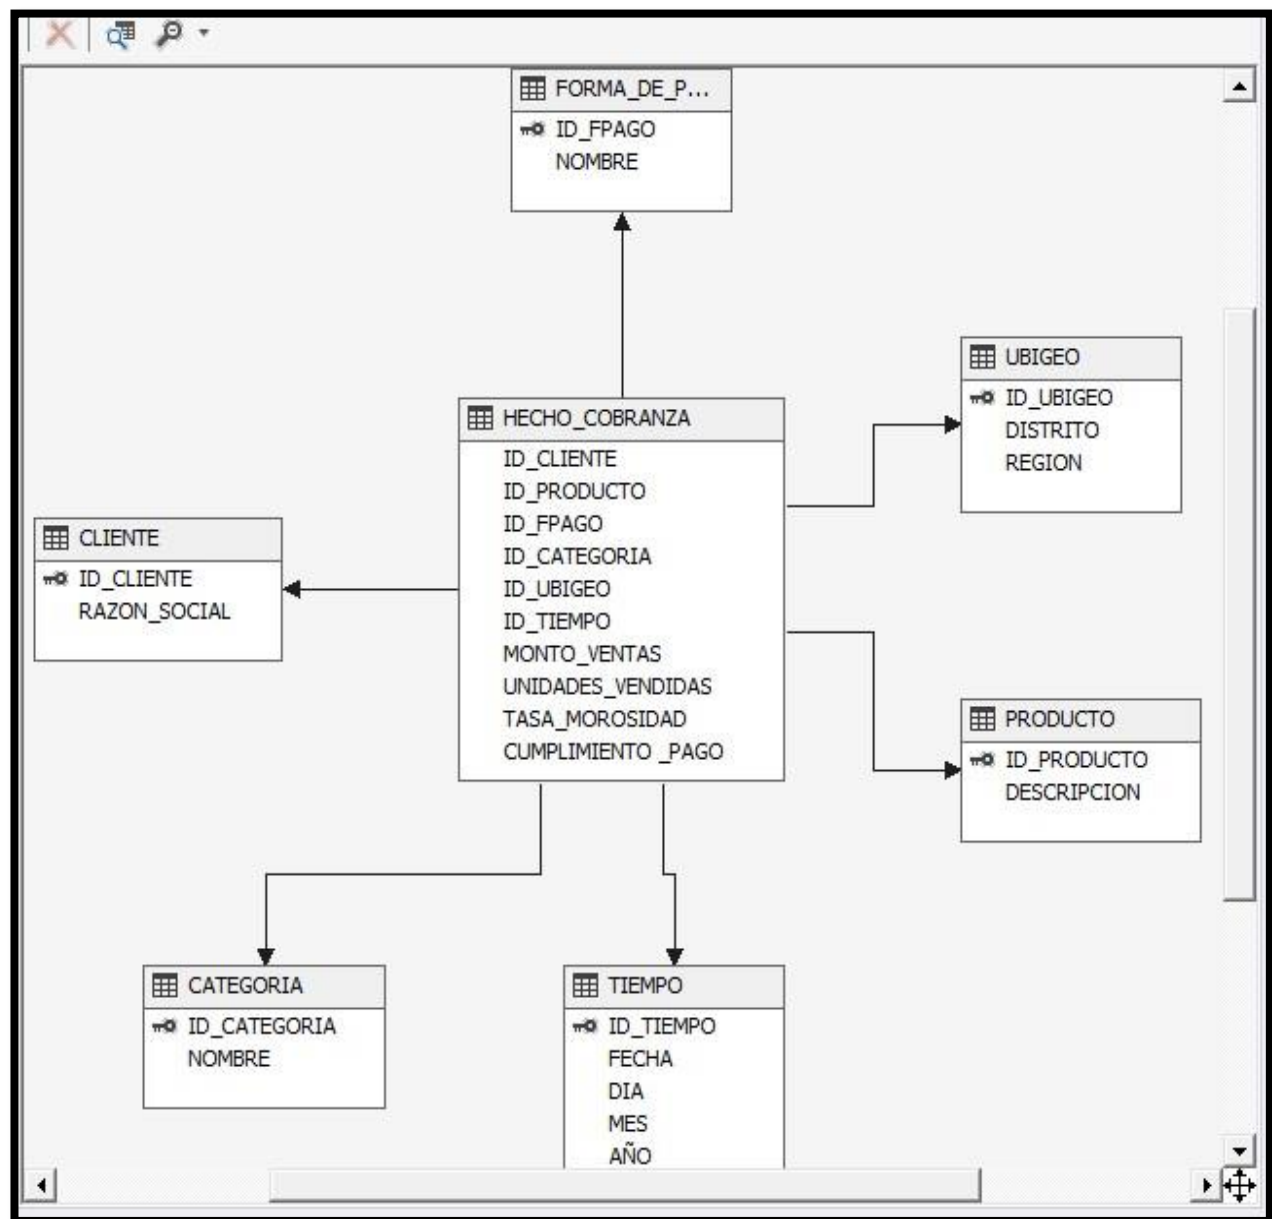 FORMA_DE_P...
ID_FPAGO
NOMBRE
UBIGEO
ID_UBIGEO
DISTRITO
REGION
HECHO_COBRANZA
ID_CLIENTE
ID_PRODUCTO
ID_FPAGO
ID_CATEGORIA
ID_UBIGEO
ID_TIEMPO
MONTO_VENTAS
UNIDADES_VENDIDAS
TASA_MOROSIDAD
CUMPLIMIENTO _PAGO
CLIENTE
ID_CLIENTE
RAZON_SOCIAL
PRODUCTO
ID_PRODUCTO
DESCRIPCION
CATEGORIA
ID_CATEGORIA
NOMBRE
TIEMPO
ID_TIEMPO
FECHA
DIA
MES
AÑO